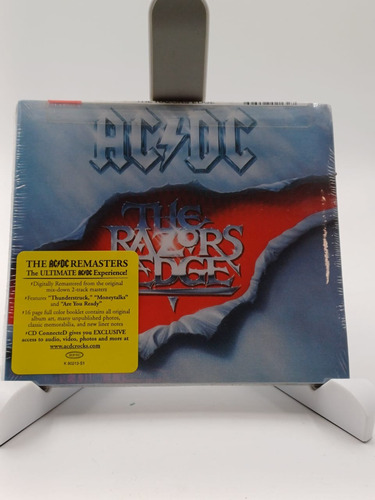 AC/DC
THE
RAZORS
EDGE
THE AC/DC REMASTERS
The ULTIMATE AC/DC Experience!
•Digitally Remastered from the original
mix-down 2-track masters
•Features "Thunderstruck," "Moneytalks"
and "Are You Ready"
•16 page full color booklet contains all original
album art, many unpublished photos,
classic memorabilia, and new liner notes
•CD ConnecteD gives you EXCLUSIVE
access to audio, video, photos and more at
www.acdcrocks.com